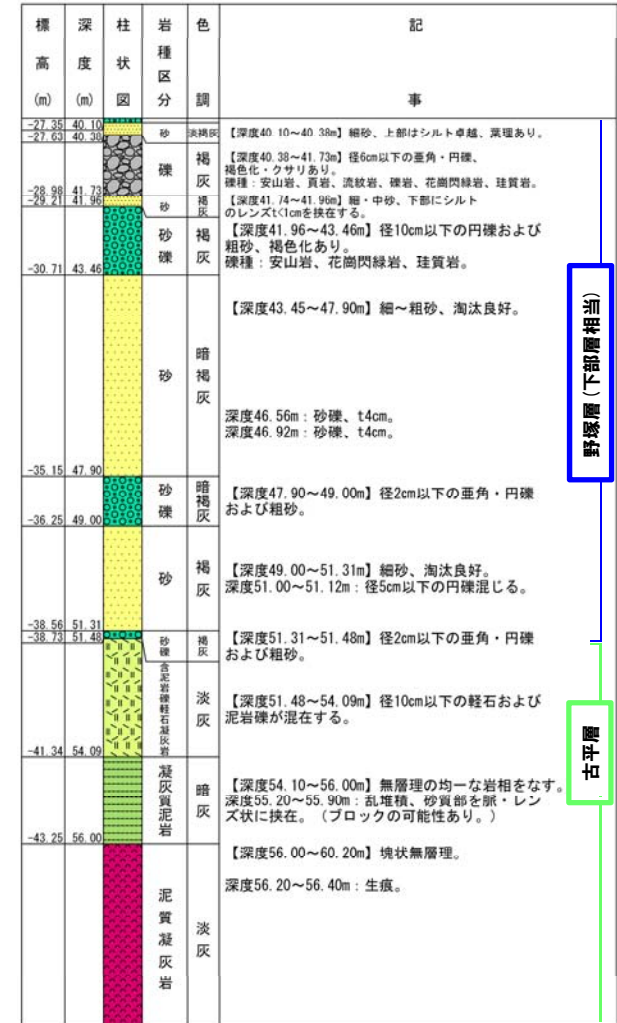 標高(m) 深度(m) 柱状図 岩種区分 色調 記事
-27.35 40.10
-27.63 40.38 砂 淡褐灰 【深度40.10～40.38m】細砂、上部はシルト卓越、葉理あり。
礫 褐灰 【深度40.38～41.73m】径6cm以下の亜角・円礫、
褐色化・クサリあり。
礫種：安山岩、頁岩、流紋岩、礫岩、花崗閃緑岩、珪質岩。
-28.98 41.73
-29.21 41.96 砂 褐灰 【深度41.74～41.96m】細・中砂、下部にシルト
のレンズt<1cmを挟在する。
砂礫 褐灰 【深度41.96～43.46m】径10cm以下の円礫および
粗砂、褐色化あり。
礫種：安山岩、花崗閃緑岩、珪質岩。
-30.71 43.46
砂 暗褐灰 【深度43.45～47.90m】細～粗砂、淘汰良好。
深度46.56m：砂礫、t4cm。
深度46.92m：砂礫、t4cm。
-35.15 47.90
砂礫 暗褐灰 【深度47.90～49.00m】径2cm以下の亜角・円礫
および粗砂。
-36.25 49.00
砂 褐灰 【深度49.00～51.31m】細砂、淘汰良好。
深度51.00～51.12m：径5cm以下の円礫混じる。
-38.56 51.31
-38.73 51.48 砂礫 褐灰 【深度51.31～51.48m】径2cm以下の亜角・円礫
および粗砂。
含泥岩礫軽石凝灰岩 淡灰 【深度51.48～54.09m】径10cm以下の軽石および
泥岩礫が混在する。
-41.34 54.09
凝灰質泥岩 暗灰 【深度54.10～56.00m】無層理の均一な岩相をなす。
深度55.20～55.90m：乱堆積、砂質部を脈・レン
ズ状に挟在。（ブロックの可能性あり。）
-43.25 56.00
泥質凝灰岩 淡灰 【深度56.00～60.20m】塊状無層理。
深度56.20～56.40m：生痕。
野塚層(下部層相当)
古平層